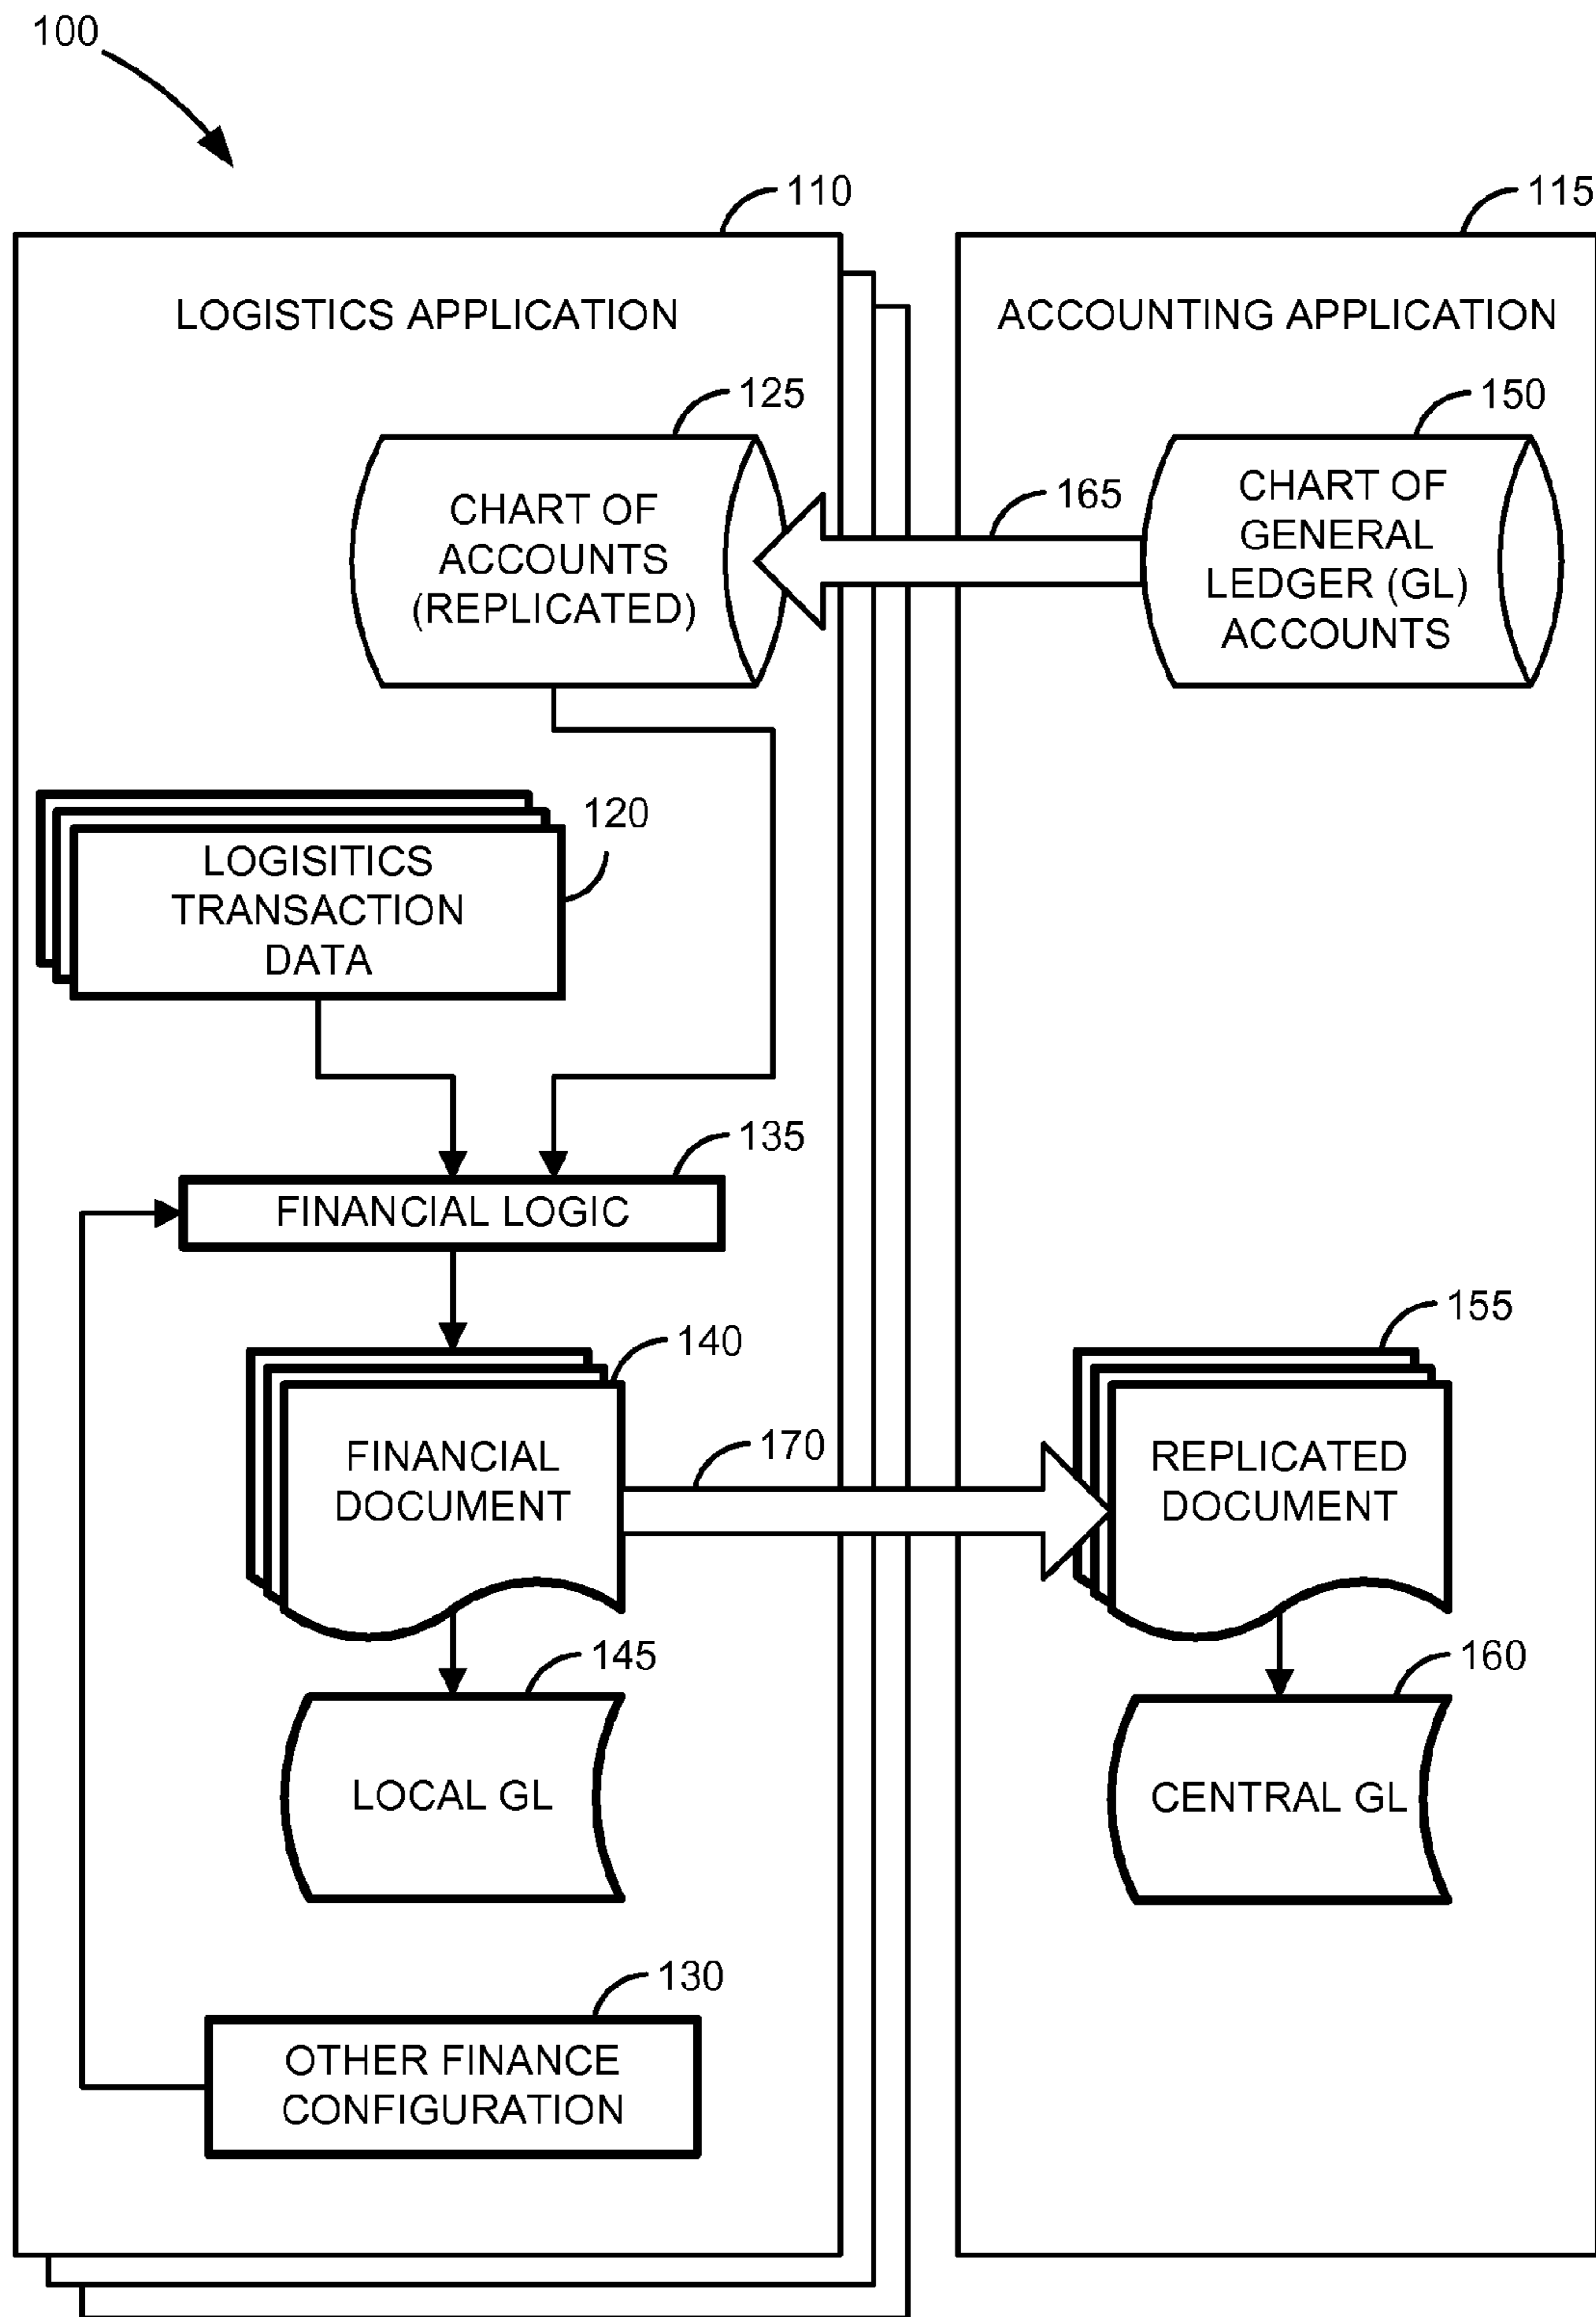 100
110
115
LOGISTICS APPLICATION
ACCOUNTING APPLICATION
125
150
CHART OF
ACCOUNTS
(REPLICATED)
165
CHART OF
GENERAL
LEDGER (GL)
ACCOUNTS
120
LOGISITICS
TRANSACTION
DATA
135
FINANCIAL LOGIC
140
155
FINANCIAL
DOCUMENT
170
REPLICATED
DOCUMENT
145
160
LOCAL GL
CENTRAL GL
130
OTHER FINANCE
CONFIGURATION